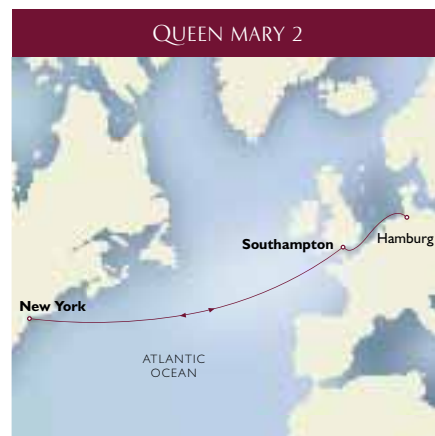 QUEEN MARY 2
Southampton
Hamburg
New York
ATLANTIC
OCEAN